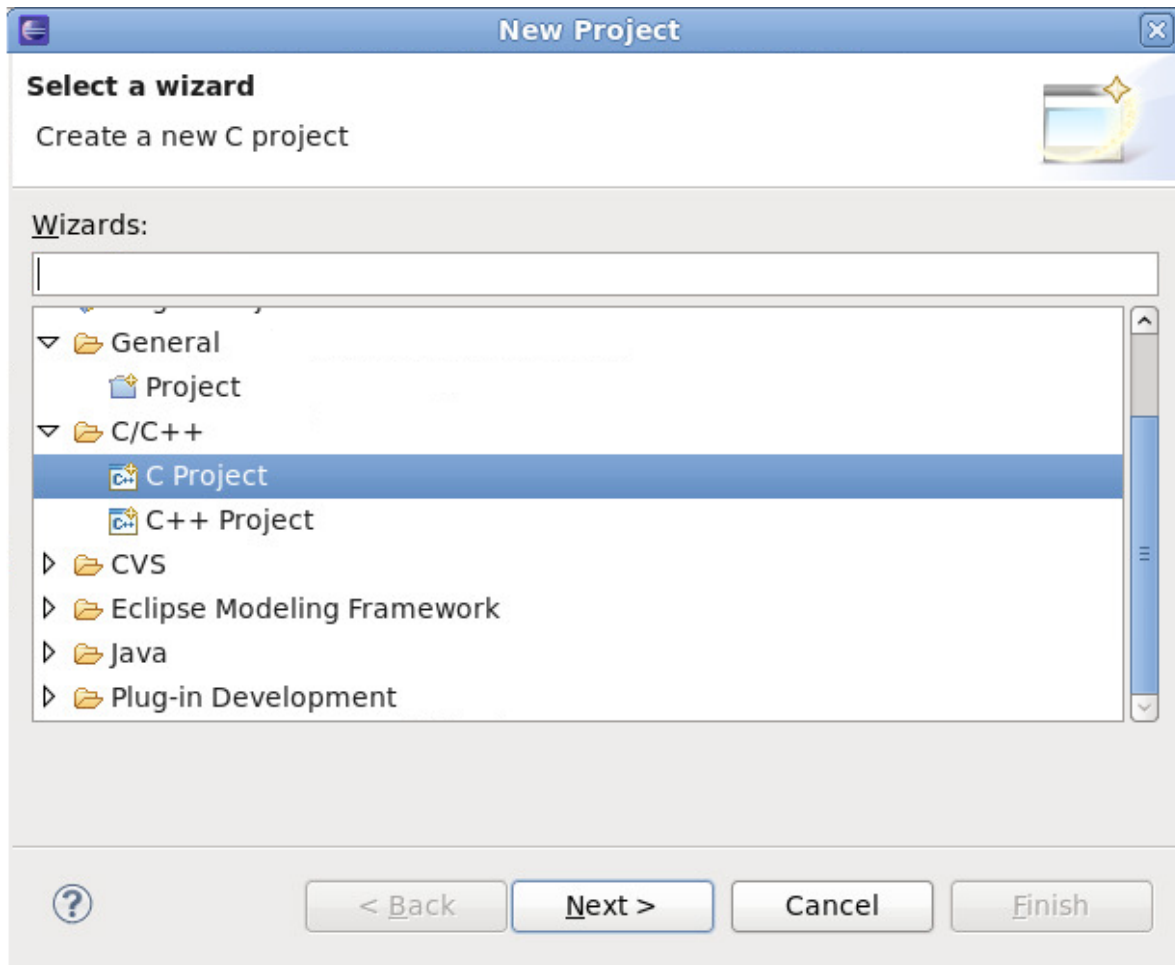 New Project
Select a wizard
Create a new C project
Wizards:
General
Project
C/C++
C Project
C++ Project
CVS
Eclipse Modeling Framework
Java
Plug-in Development
< Back Next > Cancel Finish